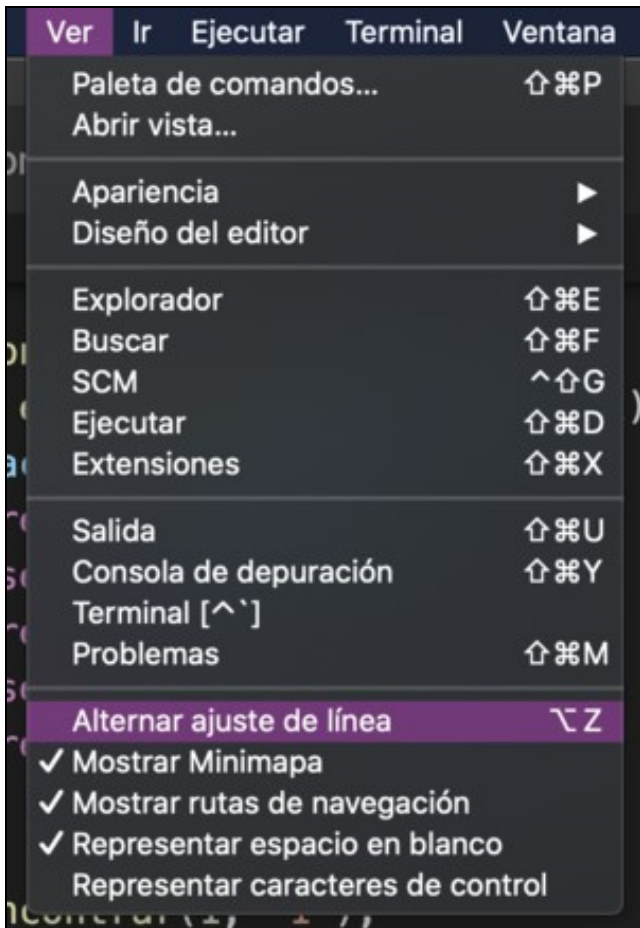 Ver Ir Ejecutar Terminal Ventana
Paleta de comandos... ⇧⌘P
Abrir vista...
Apariencia ▶
Diseño del editor ▶
Explorador ⇧⌘E
Buscar ⇧⌘F
SCM ^⇧G
Ejecutar ⇧⌘D
Extensiones ⇧⌘X
Salida ⇧⌘U
Consola de depuración ⇧⌘Y
Terminal [^`]
Problemas ⇧⌘M
Alternar ajuste de línea ⌥Z
✓ Mostrar Minimapa
✓ Mostrar rutas de navegación
✓ Representar espacio en blanco
Representar caracteres de control